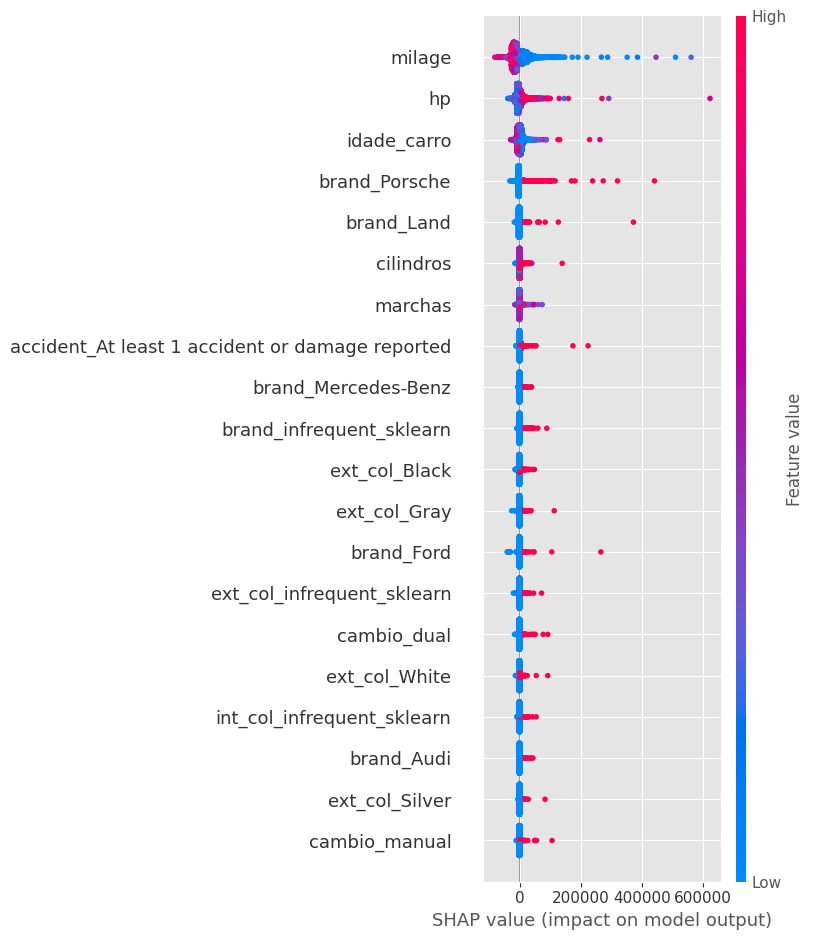 High
milage
hp
idade_carro
brand_Porsche
brand_Land
cilindros
marchas
accident_At least 1 accident or damage reported
brand_Mercedes-Benz
brand_infrequent_sklearn
ext_col_Black
ext_col_Gray
brand_Ford
ext_col_infrequent_sklearn
cambio_dual
ext_col_White
int_col_infrequent_sklearn
brand_Audi
ext_col_Silver
cambio_manual
Feature value
Low
0 200000 400000 600000
SHAP value (impact on model output)